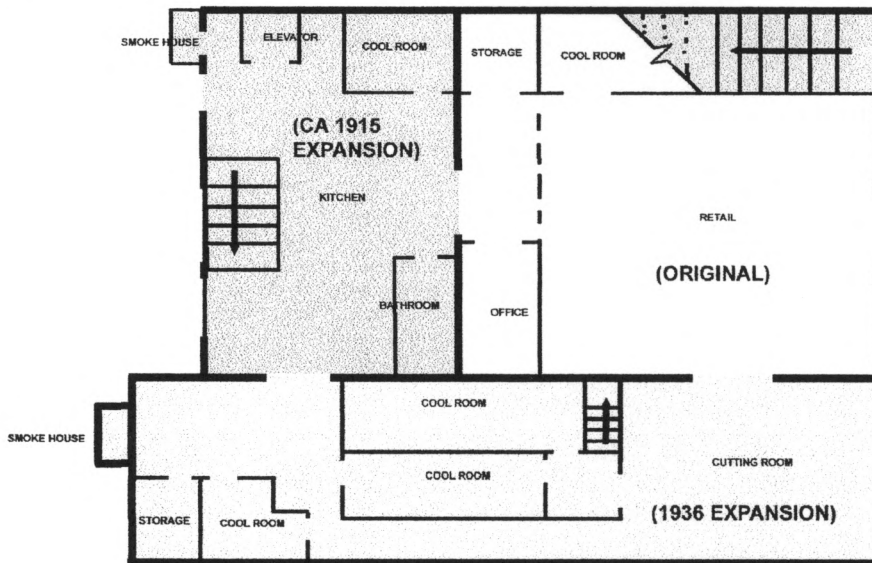 SMOKE HOUSE
ELEVATOR
COOL ROOM
STORAGE
COOL ROOM
(CA 1915
EXPANSION)
KITCHEN
RETAIL
(ORIGINAL)
BATHROOM
OFFICE
COOL ROOM
SMOKE HOUSE
COOL ROOM
CUTTING ROOM
STORAGE
COOL ROOM
(1936 EXPANSION)